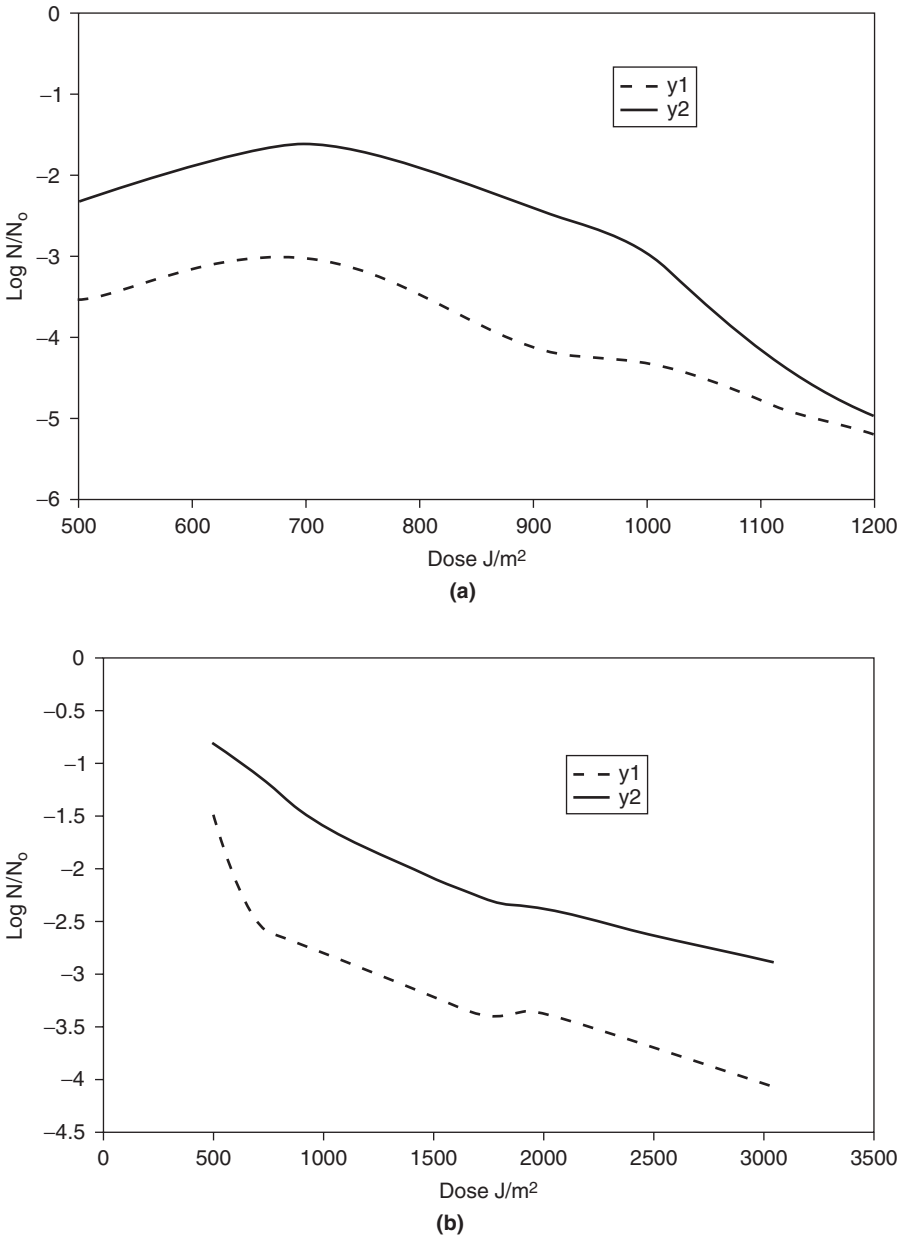 0
−1
−2
−3
−4
−5
−6
Log N/No
y1
y2
500 600 700 800 900 1000 1100 1200
Dose J/m²
(a)
0
−0.5
−1
−1.5
−2
−2.5
−3
−3.5
−4
−4.5
Log N/No
y1
y2
0 500 1000 1500 2000 2500 3000 3500
Dose J/m²
(b)